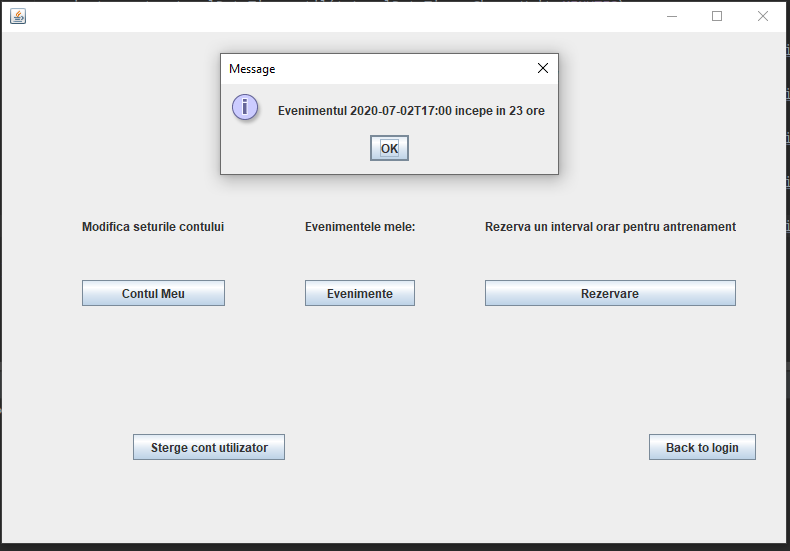 Message
Evenimentul 2020-07-02T17:00 incepe in 23 ore
OK
Modifica seturile contului
Evenimentele mele:
Rezerva un interval orar pentru antrenament
Contul Meu
Evenimente
Rezervare
Sterge cont utilizator
Back to login